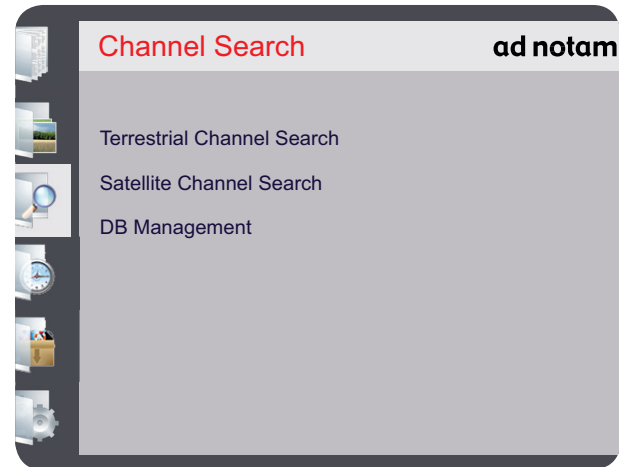 Channel Search
ad notam
Terrestrial Channel Search
Satellite Channel Search
DB Management